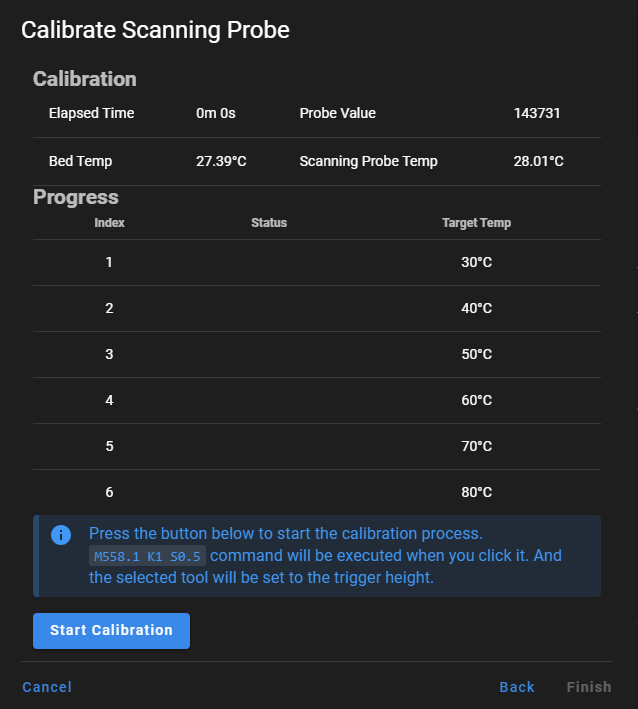 Calibrate Scanning Probe
Calibration
Elapsed Time 0m 0s Probe Value 143731
Bed Temp 27.39°C Scanning Probe Temp 28.01°C
Progress
Index Status Target Temp
1 30°C
2 40°C
3 50°C
4 60°C
5 70°C
6 80°C
Press the button below to start the calibration process.
M558.1 K1 S0.5 command will be executed when you click it. And
the selected tool will be set to the trigger height.
Start Calibration
Cancel Back Finish